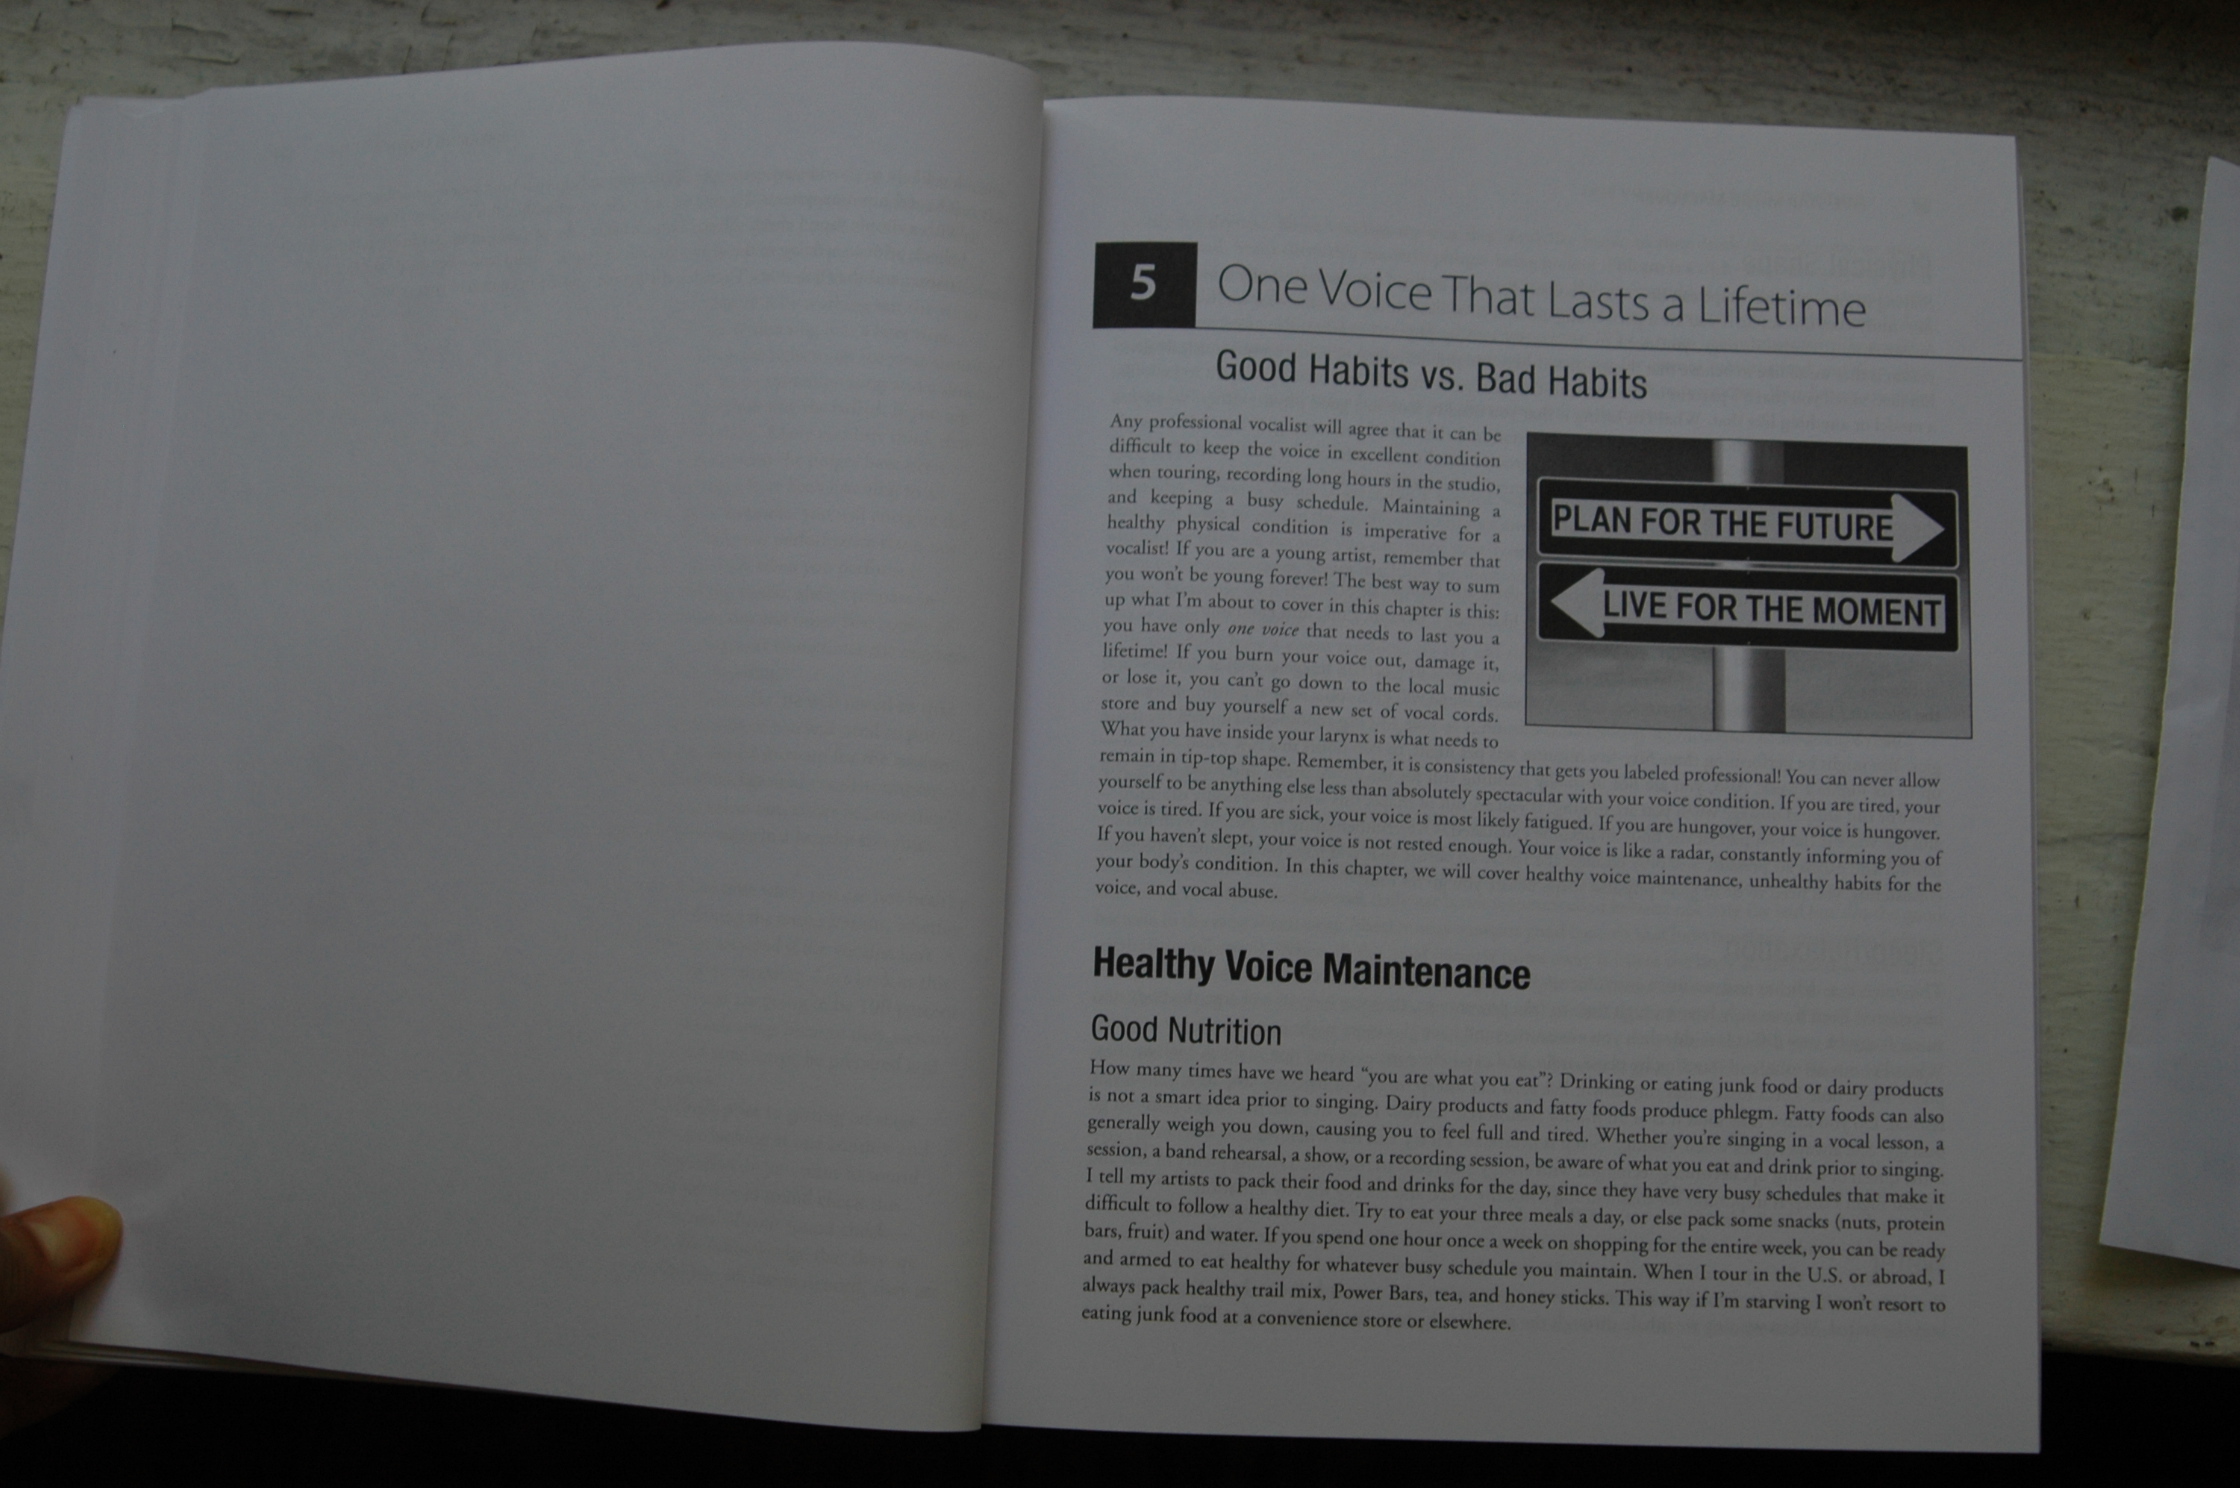 5 One Voice That Lasts a Lifetime
Good Habits vs. Bad Habits
Any professional vocalist will agree that it can be
difficult to keep the voice in excellent condition
when touring, recording long hours in the studio,
and keeping a busy schedule. Maintaining a
healthy physical condition is imperative for a
vocalist! If you are a young artist, remember that
you won't be young forever! The best way to sum
up what I'm about to cover in this chapter is this:
you have only one voice that needs to last you a
lifetime! If you burn your voice out, damage it,
or lose it, you can't go down to the local music
store and buy yourself a new set of vocal cords.
What you have inside your larynx is what needs to
PLAN FOR THE FUTURE
LIVE FOR THE MOMENT
remain in tip-top shape. Remember, it is consistency that gets you labeled professional! You can never allow
yourself to be anything else less than absolutely spectacular with your voice condition. If you are tired, your
voice is tired. If you are sick, your voice is most likely fatigued. If you are hungover, your voice is hungover.
If you haven't slept, your voice is not rested enough. Your voice is like a radar, constantly informing you of
your body's condition. In this chapter, we will cover healthy voice maintenance, unhealthy habits for the
voice, and vocal abuse.
Healthy Voice Maintenance
Good Nutrition
How many times have we heard “you are what you eat”? Drinking or eating junk food or dairy products
is not a smart idea prior to singing. Dairy products and fatty foods produce phlegm. Fatty foods can also
generally weigh you down, causing you to feel full and tired. Whether you're singing in a vocal lesson, a
session, a band rehearsal, a show, or a recording session, be aware of what you eat and drink prior to singing.
I tell my artists to pack their food and drinks for the day, since they have very busy schedules that make it
difficult to follow a healthy diet. Try to eat your three meals a day, or else pack some snacks (nuts, protein
bars, fruit) and water. If you spend one hour once a week on shopping for the entire week, you can be ready
and armed to eat healthy for whatever busy schedule you maintain. When I tour in the U.S. or abroad, I
always pack healthy trail mix, Power Bars, tea, and honey sticks. This way if I'm starving I won't resort to
eating junk food at a convenience store or elsewhere.